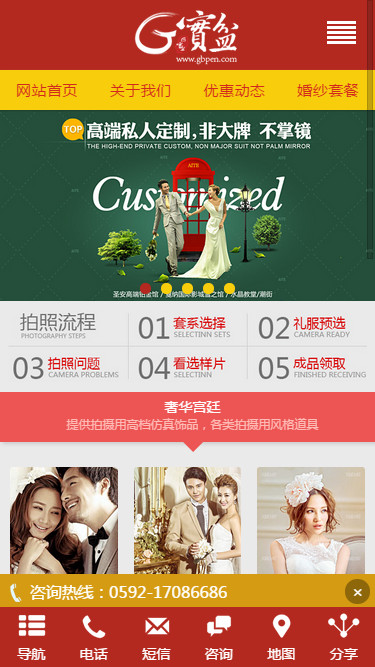 G寶盆
www.gbpen.com
网站首页 关于我们 优惠动态 婚纱套餐
TOP 高端私人定制,非大牌 不掌镜
THE HIGH-END PRIVATE CUSTOM, NON MAJOR SUIT NOT PALM MIRROR
Customized
拍照流程
PHOTOGRAPHY STEPS
01 套系选择
SELECTINN SETS
02 礼服预选
CAMERA READY
03 拍照问题
CAMERA PROBLEMS
04 看选样片
SELECTINN
05 成品领取
FINISHED RECEIVING
奢华宫廷
提供拍摄用高档仿真饰品，各类拍摄用风格道具
咨询热线：0592-17086686
导航 电话 短信 咨询 地图 分享